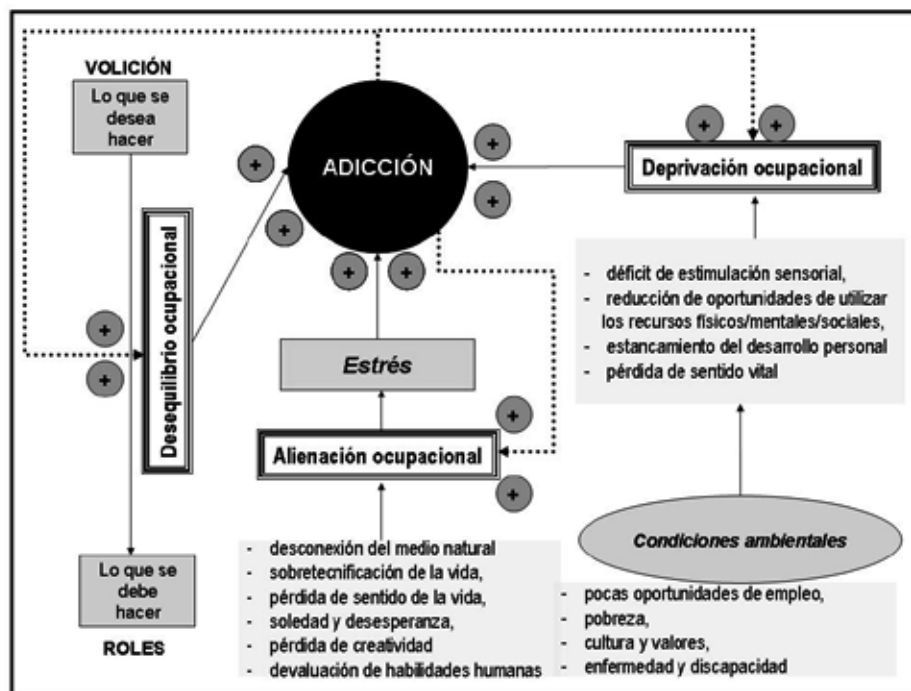 VOLICIÓN
Lo que se
desea
hacer
Desequilibrio ocupacional
Lo que se
debe
hacer
ROLES
+
+
+
+
ADICCIÓN
+
+
+
+
Estrés
Alienación ocupacional
+
+
- desconexión del medio natural
- sobretecnificación de la vida,
- pérdida de sentido de la vida,
- soledad y desesperanza,
- pérdida de creatividad
- devaluación de habilidades humanas
+
+
Deprivación ocupacional
- déficit de estimulación sensorial,
- reducción de oportunidades de utilizar
los recursos físicos/mentales/sociales,
- estancamiento del desarrollo personal
- pérdida de sentido vital
Condiciones ambientales
- pocas oportunidades de empleo,
- pobreza,
- cultura y valores,
- enfermedad y discapacidad